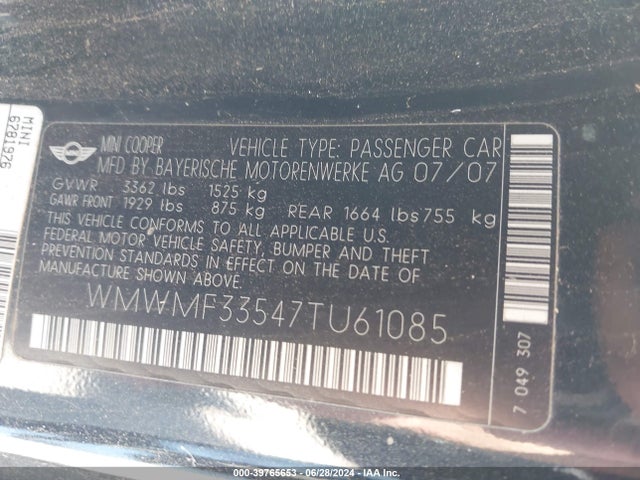 MINI
6281976
MINI COOPER VEHICLE TYPE: PASSENGER CAR
MFD BY BAYERISCHE MOTORENWERKE AG 07/07
GVWR 3362 lbs 1525 kg
GAWR FRONT 1929 lbs 875 kg REAR 1664 lbs 755 kg
THIS VEHICLE CONFORMS TO ALL APPLICABLE U.S.
FEDERAL MOTOR VEHICLE SAFETY, BUMPER AND THEFT
PREVENTION STANDARDS IN EFFECT ON THE DATE OF
MANUFACTURE SHOWN ABOVE.
WMWMF33547TU61085
7 049 307
000-39765653 - 06/28/2024 - IAA Inc.